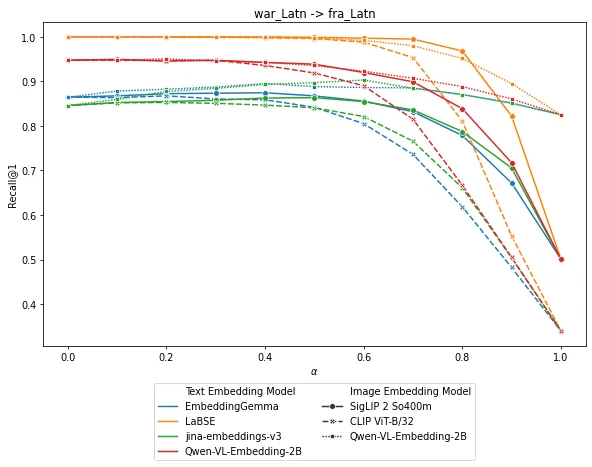 war_Latn -> fra_Latn
1.0
0.9
0.8
0.7
0.6
0.5
0.4
Recall@1
0.0
0.2
0.4
0.6
0.8
1.0
α
Text Embedding Model
EmbeddingGemma
LaBSE
jina-embeddings-v3
Qwen-VL-Embedding-2B
Image Embedding Model
SigLIP 2 So400m
CLIP ViT-B/32
Qwen-VL-Embedding-2B